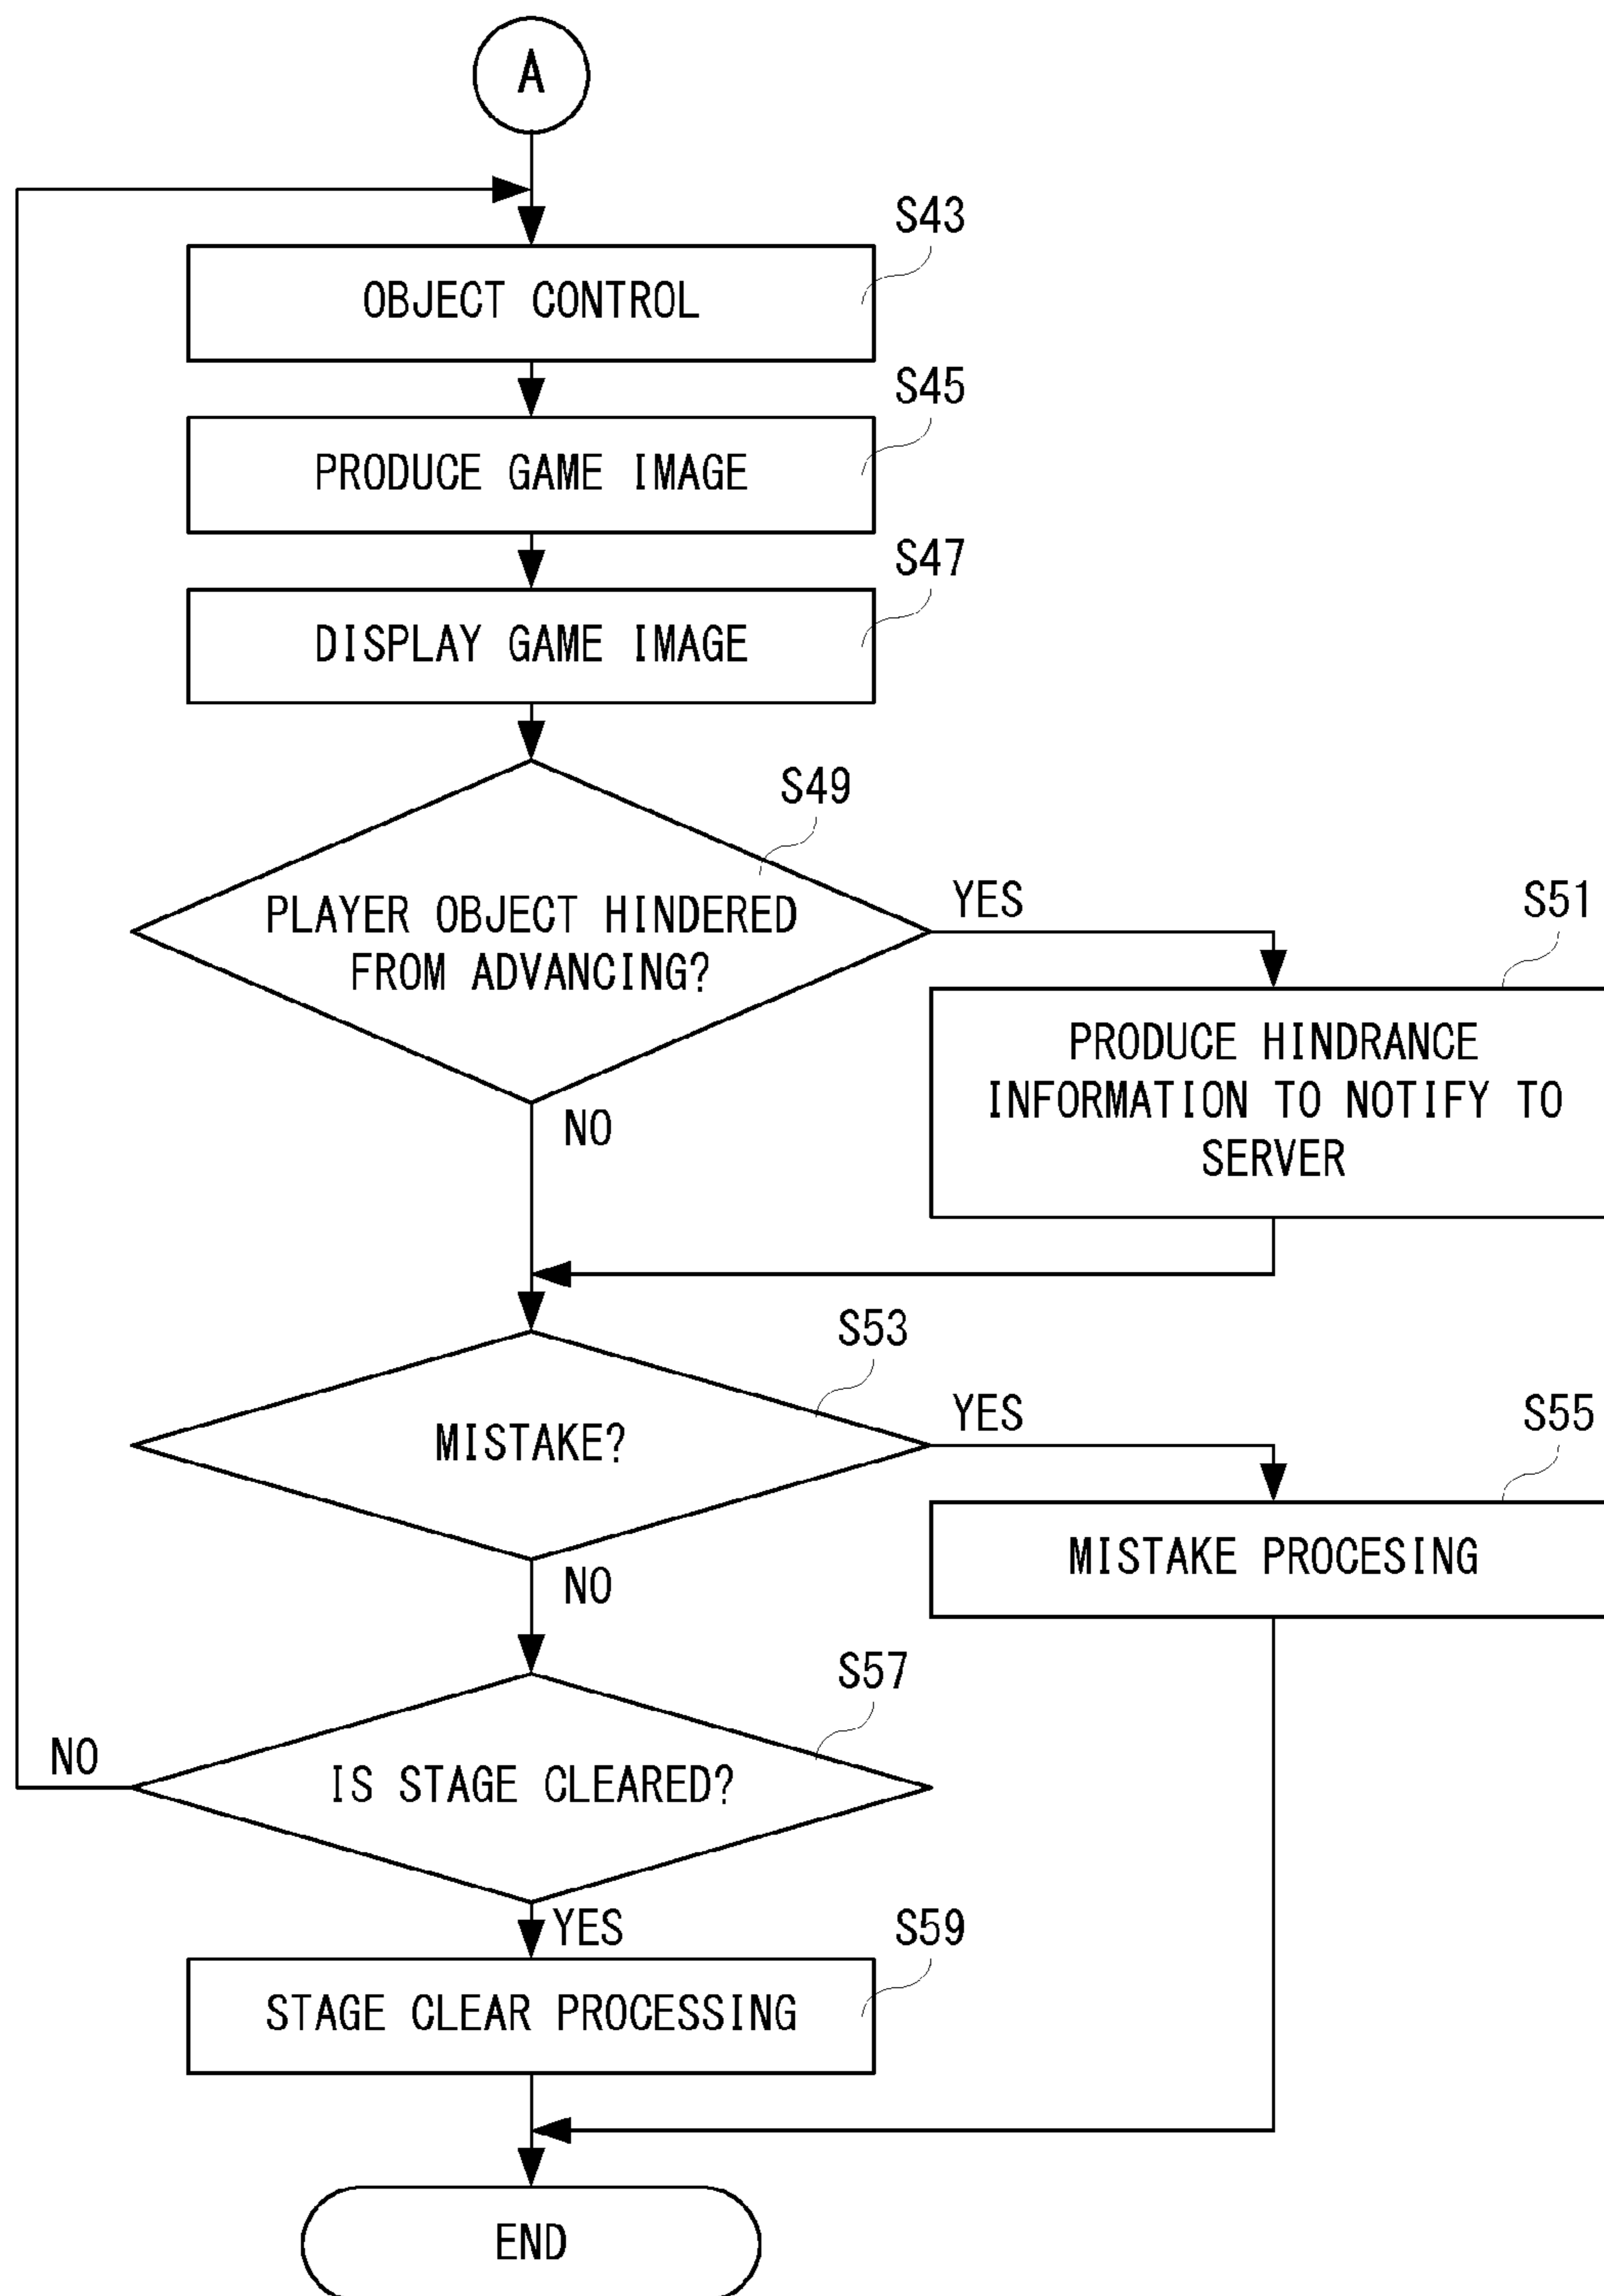 A
S43
OBJECT CONTROL
S45
PRODUCE GAME IMAGE
S47
DISPLAY GAME IMAGE
S49
PLAYER OBJECT HINDERED
FROM ADVANCING?
YES
S51
PRODUCE HINDRANCE
INFORMATION TO NOTIFY TO
SERVER
NO
S53
MISTAKE?
YES
S55
MISTAKE PROCESING
NO
S57
IS STAGE CLEARED?
NO
YES
S59
STAGE CLEAR PROCESSING
END